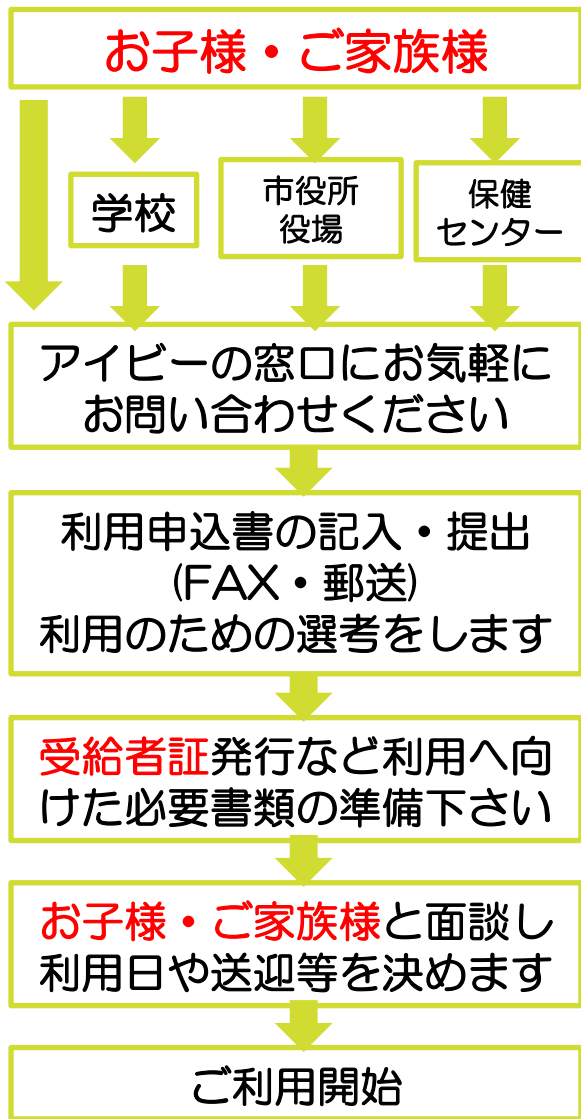 お子様・ご家族様
学校
市役所
役場
保健
センター
アイビーの窓口にお気軽に
お問い合わせください
利用申込書の記入・提出
(FAX・郵送)
利用のための選考をします
受給者証発行など利用へ向
けた必要書類の準備下さい
お子様・ご家族様と面談し
利用日や送迎等を決めます
ご利用開始